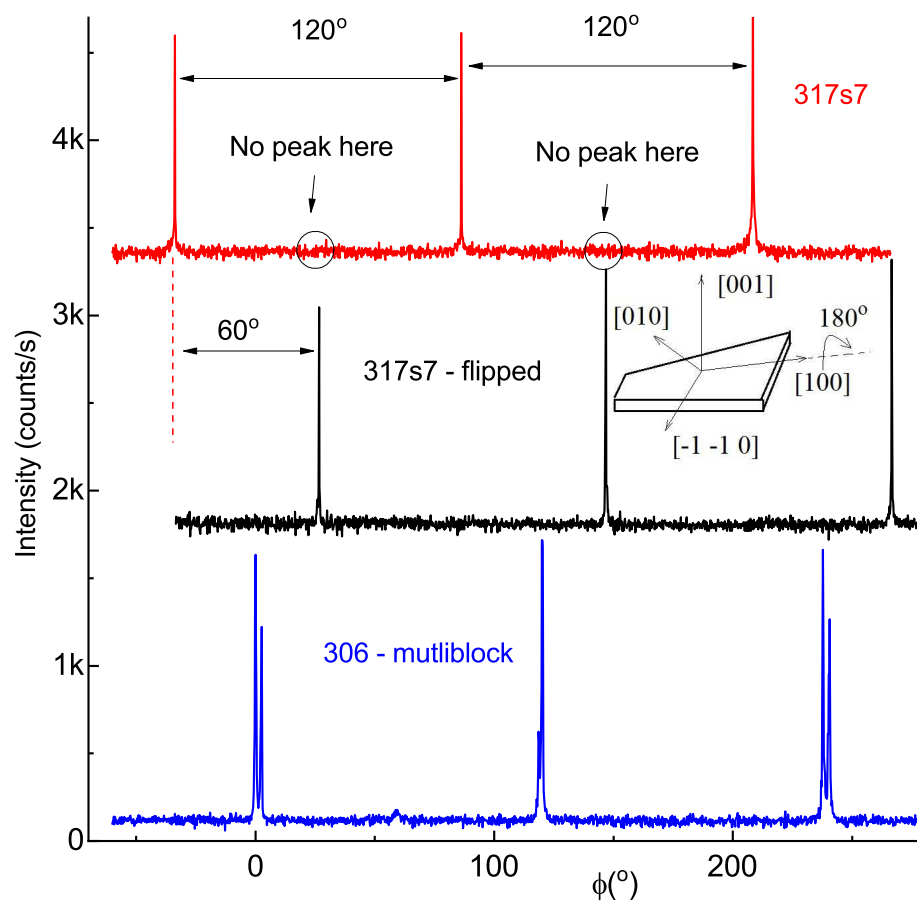 120°
120°
317s7
4k
No peak here
No peak here
3k
[001]
[010]
180°
60°
317s7 - flipped
[100]
[-1 -1 0]
Intensity (counts/s)
2k
1k
306 - mutliblock
0
0
100
200
ϕ(°)